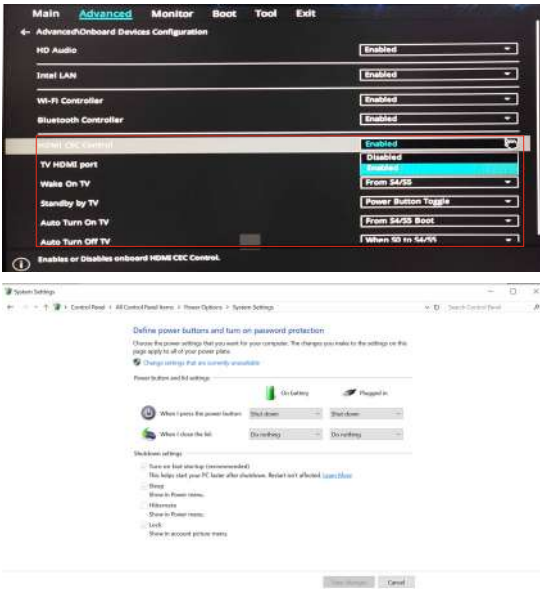 Main Advanced Monitor Boot Tool Exit
← Advanced\Onboard Devices Configuration
HD Audio Enabled
Intel LAN Enabled
Wi-Fi Controller Enabled
Bluetooth Controller Enabled
HDMI CEC Control Enabled
Disabled
Enabled
TV HDMI port
Wake On TV From S4/S5
Standby by TV Power Button Toggle
Auto Turn On TV From S4/S5 Boot
Auto Turn Off TV When S0 to S4/S5
Enables or Disables onboard HDMI CEC Control.
System Settings
Control Panel > All Control Panel Items > Power Options > System Settings
Search Control Panel
Define power buttons and turn on password protection
Choose the power settings that you want for your computer. The changes you make to the settings on this
page apply to all of your power plans.
Change settings that are currently unavailable
Power button and lid settings
On battery Plugged in
When I press the power button: Shut down Shut down
When I close the lid: Do nothing Do nothing
Shutdown settings
Turn on fast startup (recommended)
This helps start your PC faster after shutdown. Restart isn't affected. Learn More
Sleep
Show in Power menu.
Hibernate
Show in Power menu.
Lock
Show in account picture menu.
Save changes Cancel